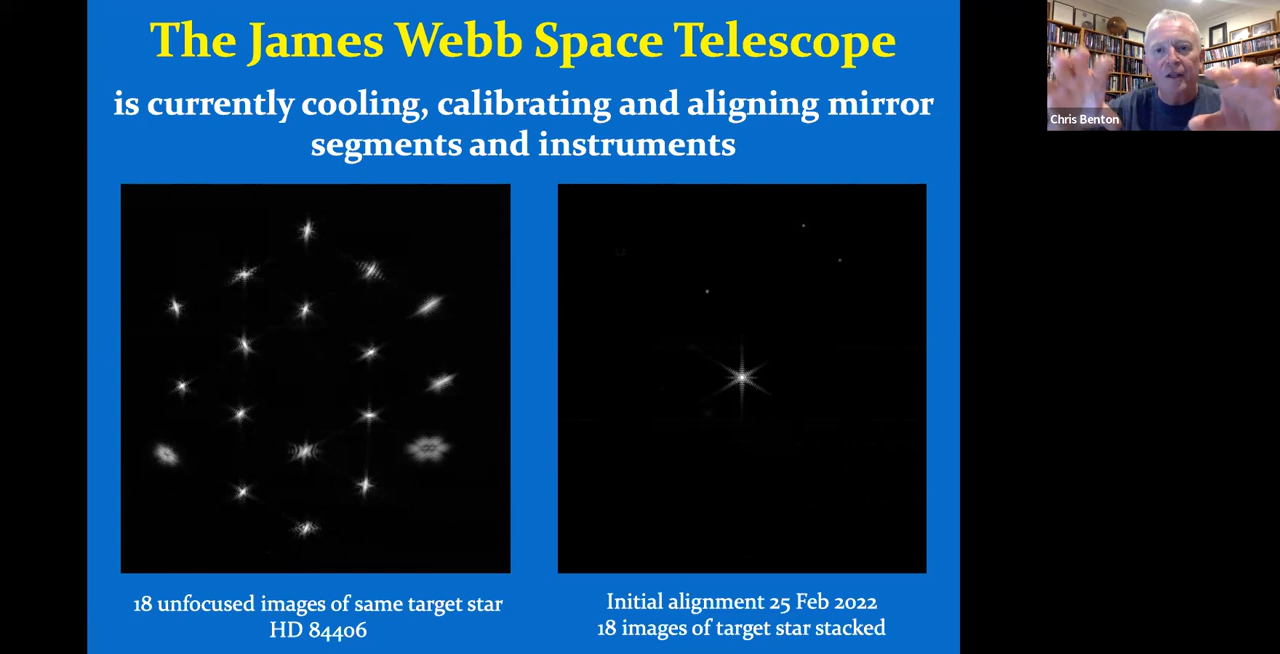 The James Webb Space Telescope
is currently cooling, calibrating and aligning mirror
segments and instruments
Chris Benton
18 unfocused images of same target star
HD 84406
Initial alignment 25 Feb 2022
18 images of target star stacked